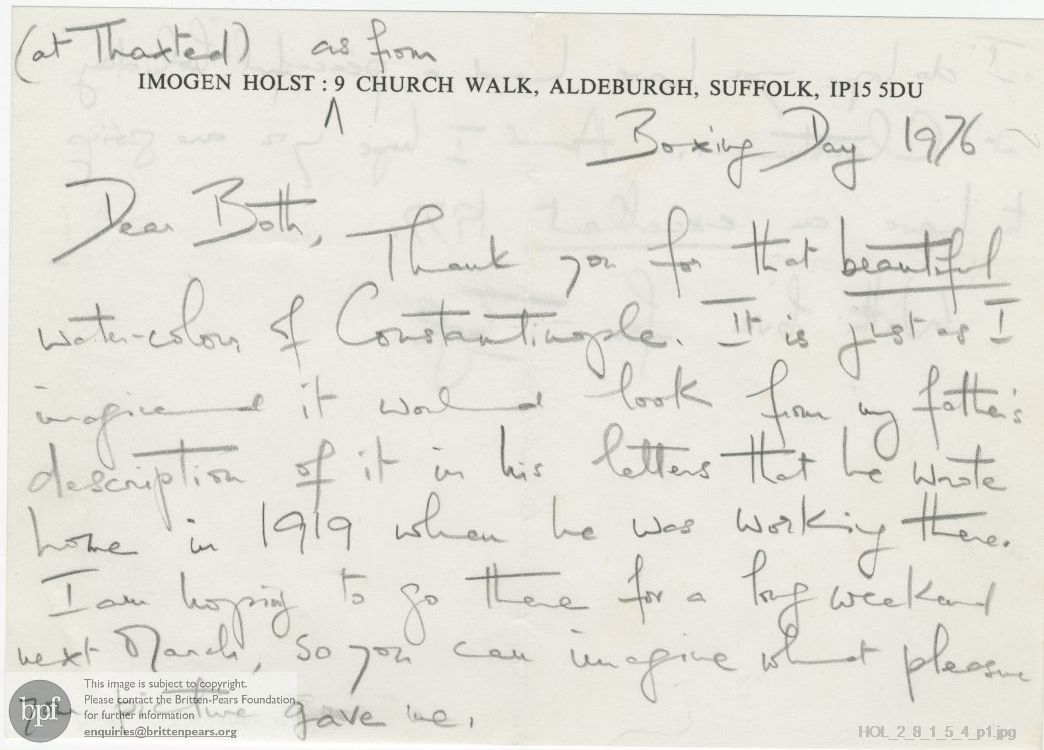 (at Thaxted) as from
IMOGEN HOLST : 9 CHURCH WALK, ALDEBURGH, SUFFOLK, IP15 5DU
Boxing Day 1976
Dear Both,
Thank you for that beautiful
water-colour of Constantinople. It is just as I
imagined it would look from my father's
description of it in his letters that he wrote
home in 1919 when he was working there.
I am hoping to go there for a long weekend
next March, so you can imagine what pleasure
your picture gave me.
bpf
This image is subject to copyright.
Please contact the Britten-Pears Foundation
for further information
enquiries@brittenpears.org
HOL_2_8_1_5_4_p1.jpg